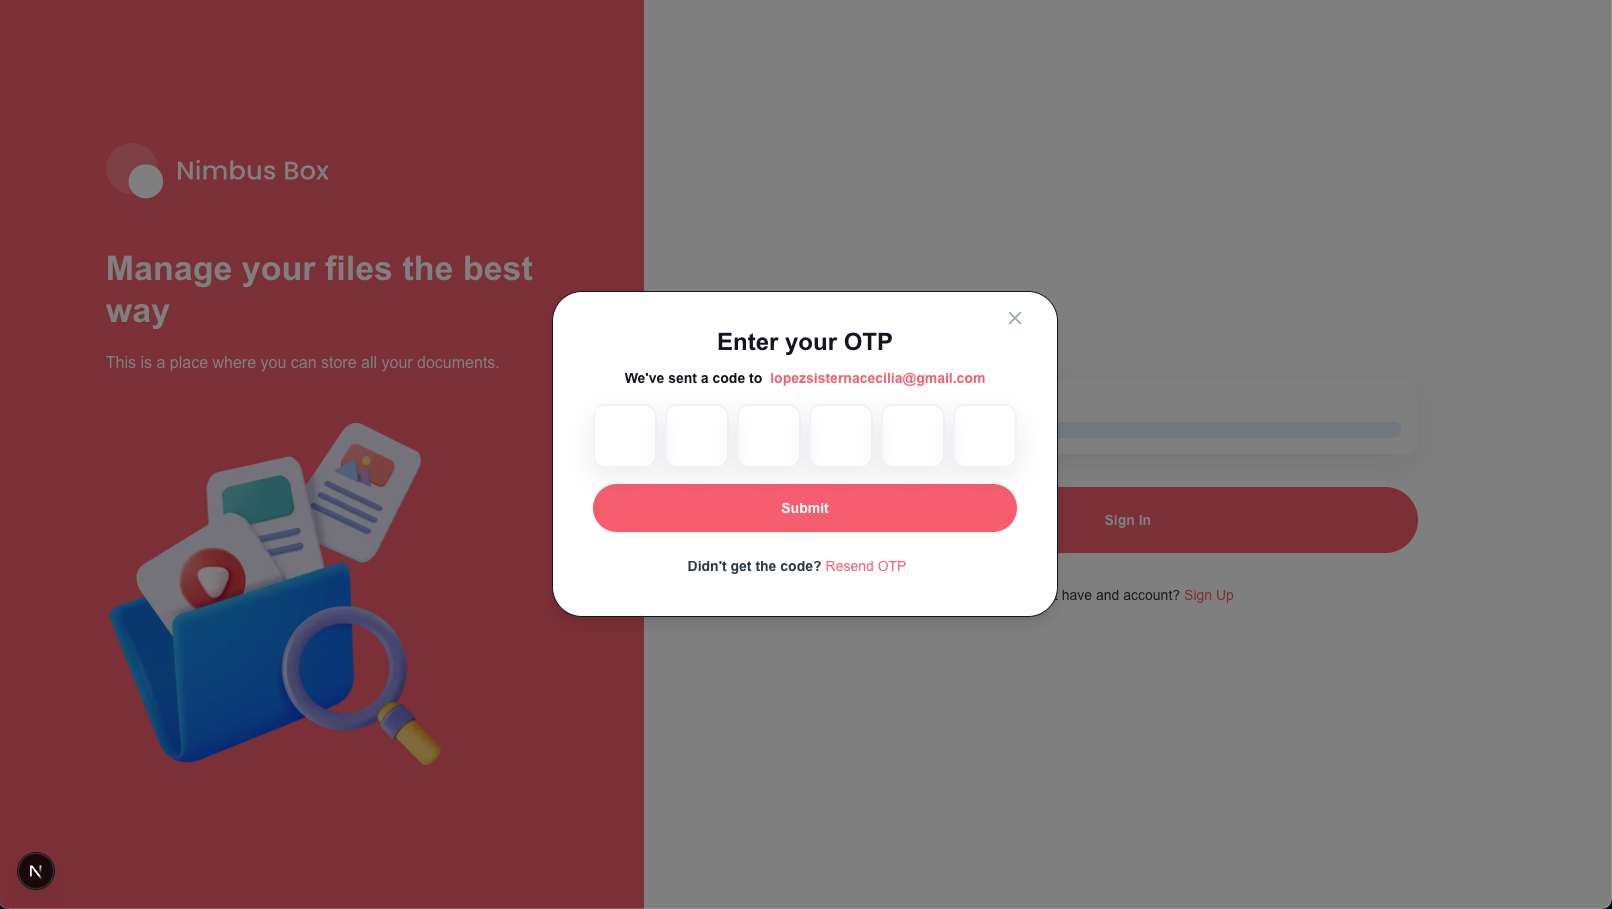 Nimbus Box
Manage your files the best
way
This is a place where you can store all your documents.
Enter your OTP
We've sent a code to lopezsisternacecilia@gmail.com
Submit
Didn't get the code? Resend OTP
Sign In
have and account? Sign Up
N